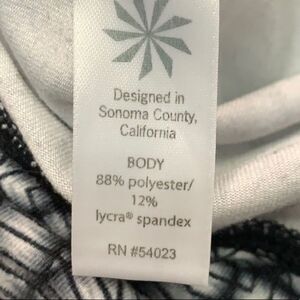 Designed in
Sonoma County,
California
BODY
88% polyester/
12%
lycra® spandex
RN #54023